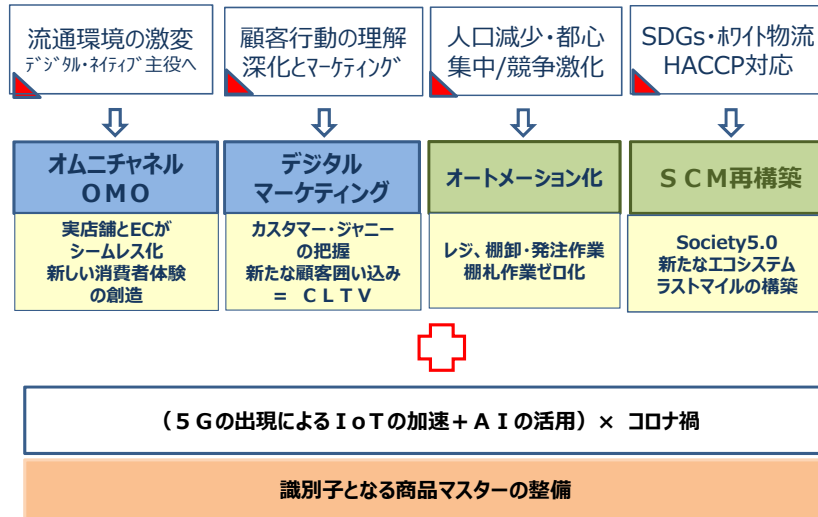 流通環境の激変
デジタル・ネイティブ主役へ
顧客行動の理解
深化とマーケティング
人口減少・都心
集中/競争激化
SDGs・ホワイト物流
HACCP対応
オムニチャネル
OMO
デジタル
マーケティング
オートメーション化
SCM再構築
実店舗とECが
シームレス化
新しい消費者体験
の創造
カスタマー・ジャニー
の把握
新たな顧客囲い込み
= CLTV
レジ、棚卸・発注作業
棚札作業ゼロ化
Society5.0
新たなエコシステム
ラストマイルの構築
（５Gの出現によるIoTの加速＋AIの活用）× コロナ禍
識別子となる商品マスターの整備